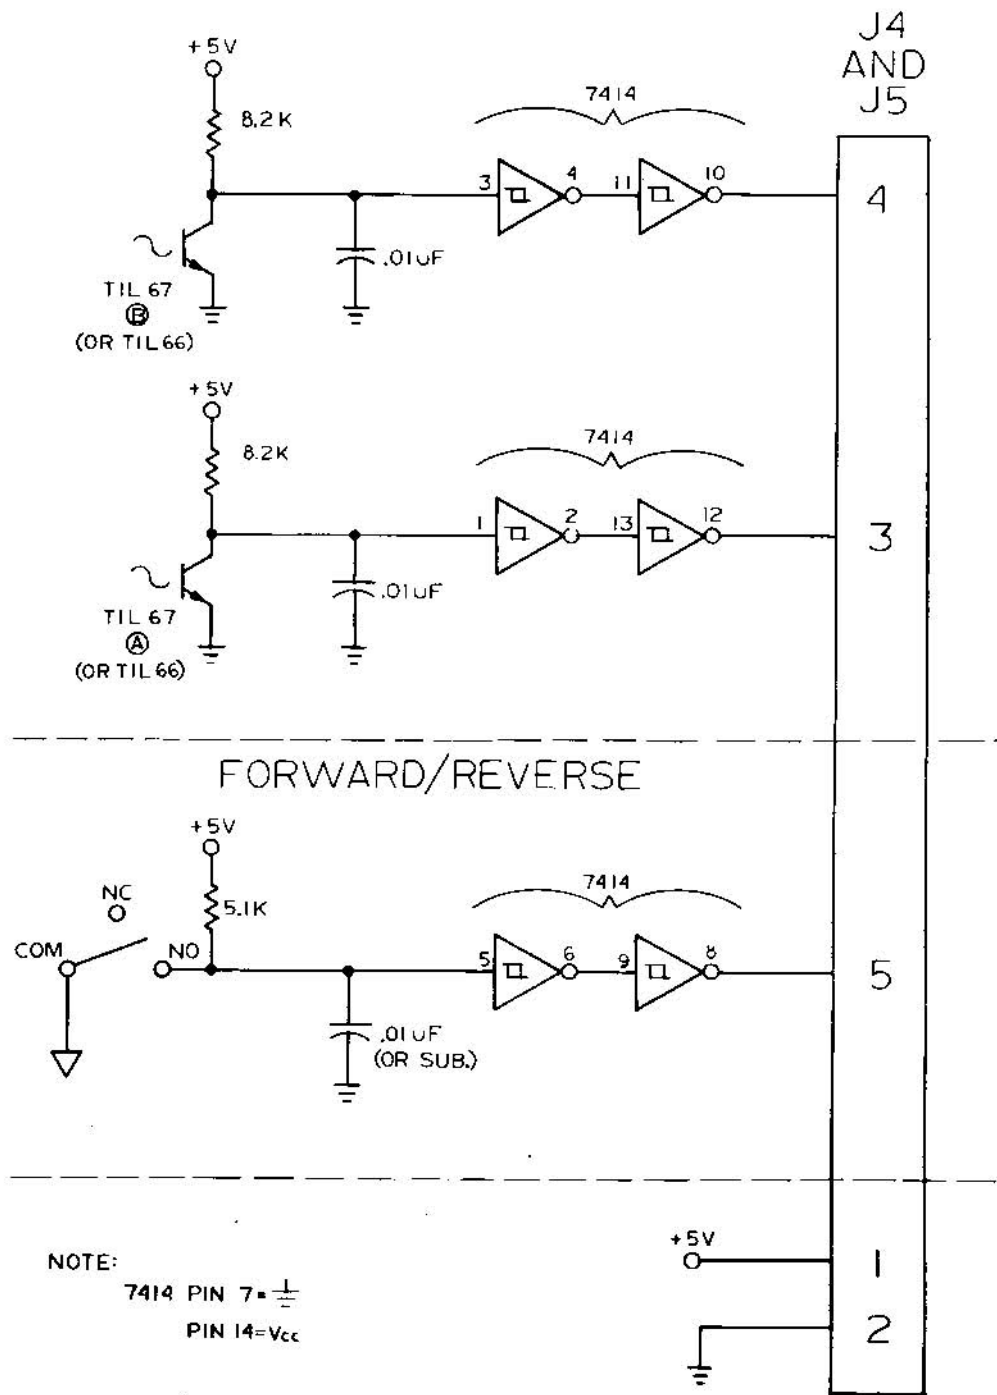 J4
AND
J5
+5V
8.2K
7414
3 4 11 10
4
.01uF
TIL 67
B
(OR TIL 66)
+5V
8.2K
7414
1 2 13 12
3
.01uF
TIL 67
A
(OR TIL 66)
FORWARD/REVERSE
+5V
NC
5.1K
7414
COM NO
5 6 9 8
5
.01uF
(OR SUB.)
NOTE:
7414 PIN 7=
PIN 14=Vcc
+5V
1
2